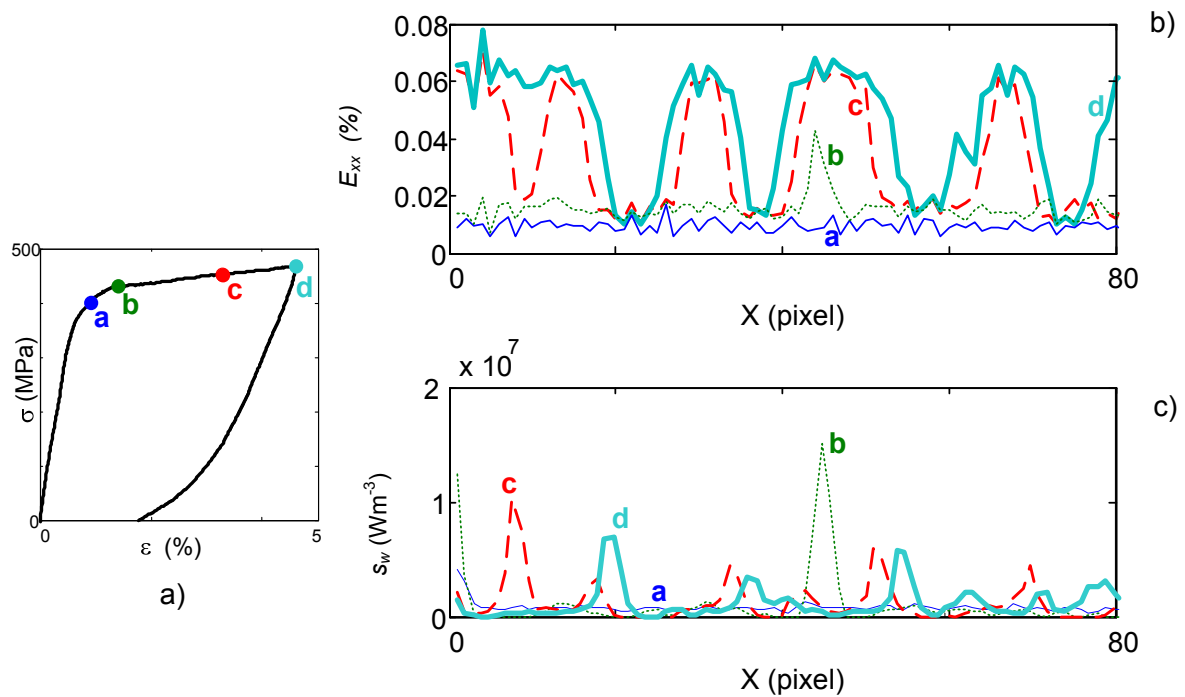 b)
0.08
0.06
0.04
0.02
0
E_xx (%)
c
d
b
a
0
80
X (pixel)
500
σ (MPa)
0
a
b
c
d
0
5
ε (%)
a)
x 10^7
c)
2
1
0
s_w (Wm^-3)
c
d
a
b
0
80
X (pixel)